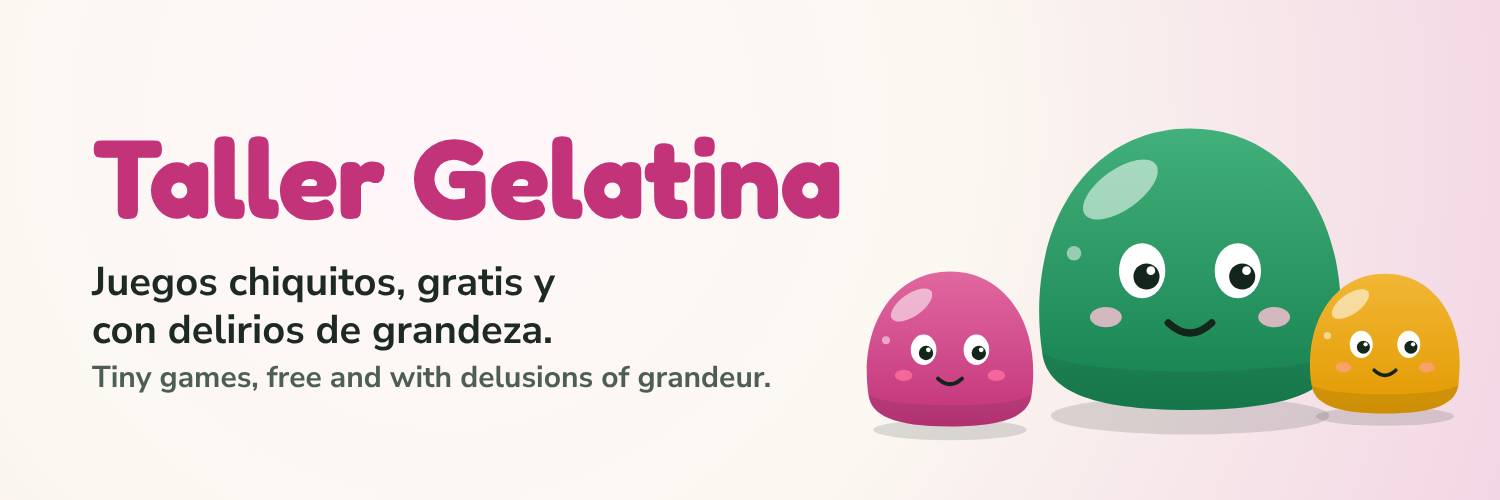 Taller Gelatina
Juegos chiquitos, gratis y
con delirios de grandeza.
Tiny games, free and with delusions of grandeur.